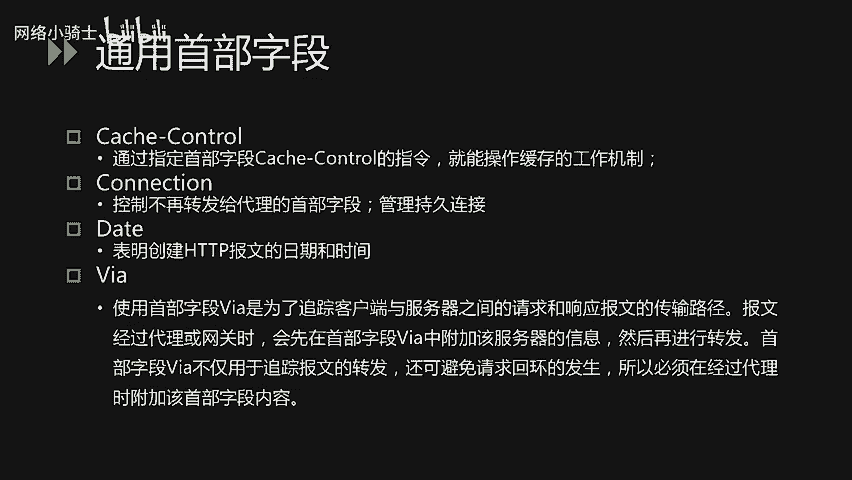 网络小骑士 bilibili
通用首部字段
Cache-Control
• 通过指定首部字段Cache-Control的指令，就能操作缓存的工作机制；
Connection
• 控制不再转发给代理的首部字段；管理持久连接
Date
• 表明创建HTTP报文的日期和时间
Via
• 使用首部字段Via是为了追踪客户端与服务器之间的请求和响应报文的传输路径。报文
经过代理或网关时，会先在首部字段Via中附加该服务器的信息，然后再进行转发。首
部字段Via不仅用于追踪报文的转发，还可避免请求回环的发生，所以必须在经过代理
时附加该首部字段内容。